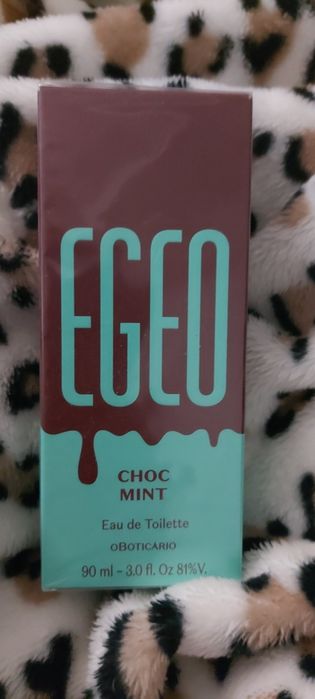 EGEO
CHOC
MINT
Eau de Toilette
oBOTICÁRIO
90 ml – 3.0 fl. Oz 81%V.